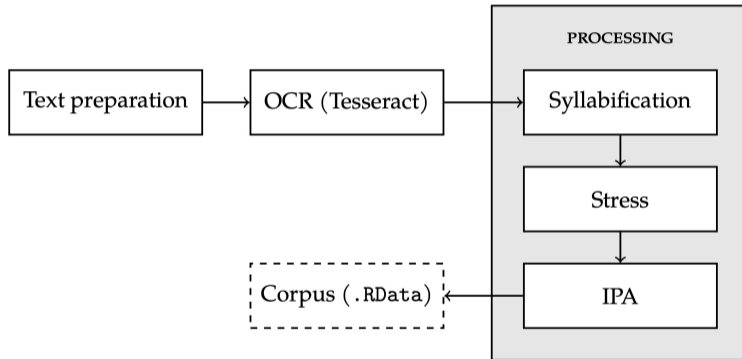 PROCESSING
Text preparation
OCR (Tesseract)
Syllabification
Stress
IPA
Corpus (.RData)